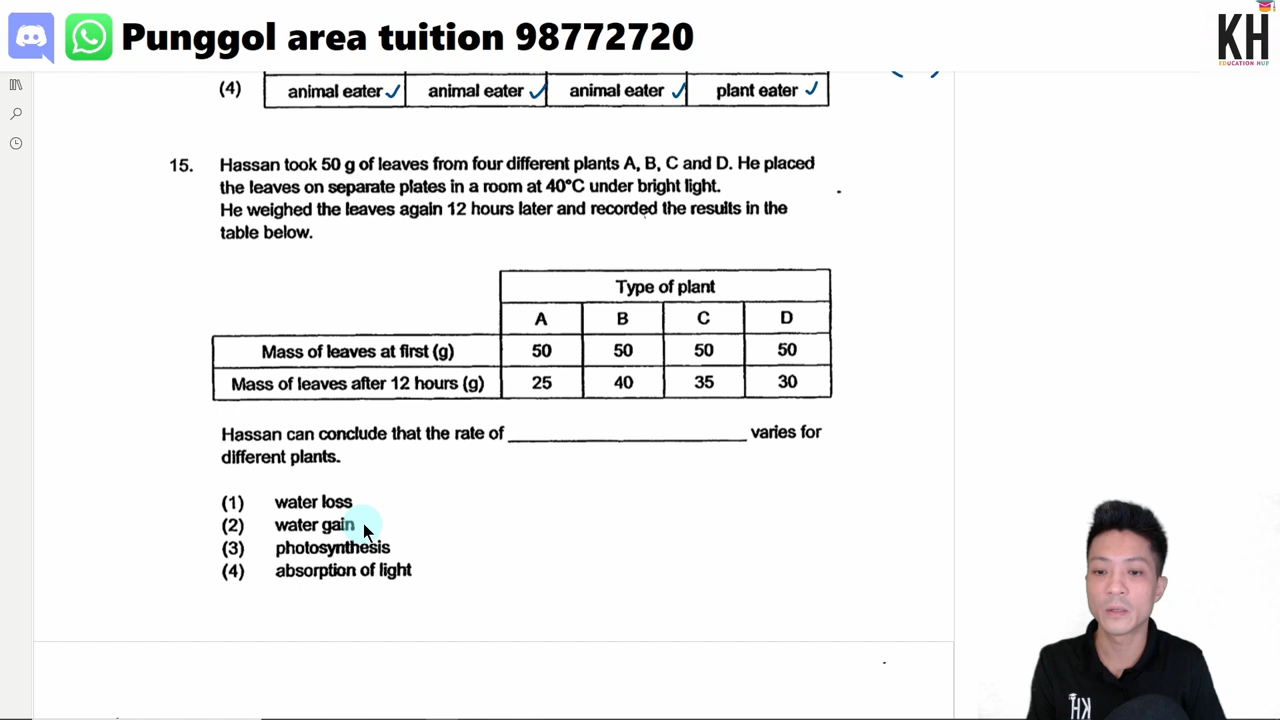 Punggol area tuition 98772720
KH
EDUCATION HUB
(4) animal eater animal eater animal eater plant eater
15. Hassan took 50 g of leaves from four different plants A, B, C and D. He placed
the leaves on separate plates in a room at 40°C under bright light.
He weighed the leaves again 12 hours later and recorded the results in the
table below.
Type of plant
A B C D
Mass of leaves at first (g) 50 50 50 50
Mass of leaves after 12 hours (g) 25 40 35 30
Hassan can conclude that the rate of ____________________ varies for
different plants.
(1) water loss
(2) water gain
(3) photosynthesis
(4) absorption of light
KH